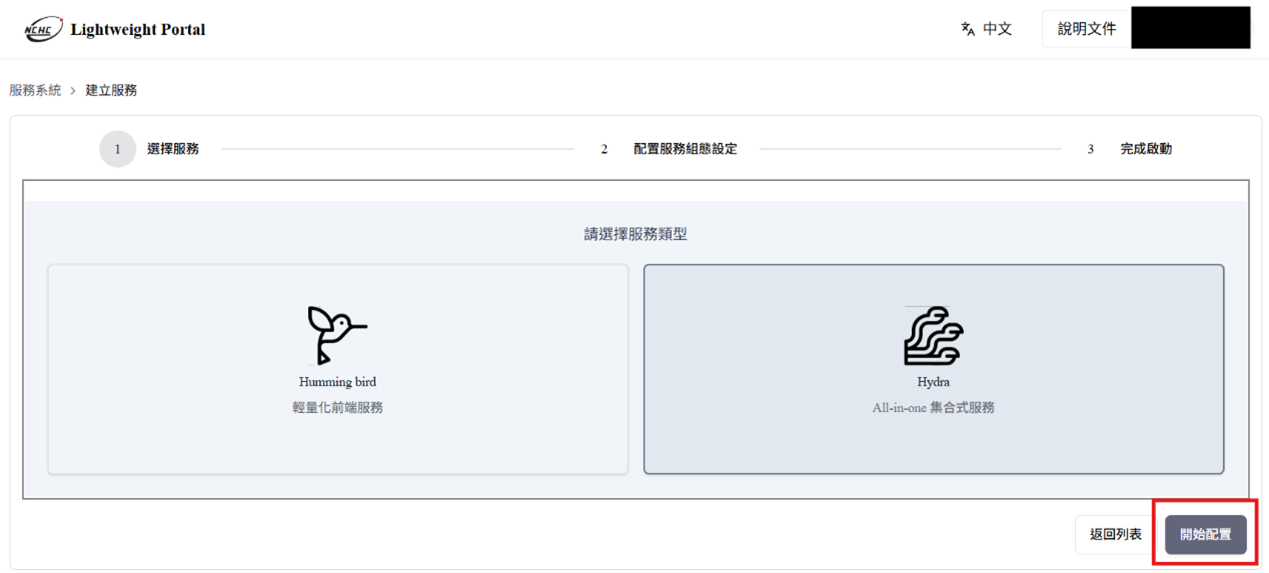 NCHC Lightweight Portal
中文
說明文件
服務系統 > 建立服務
1 選擇服務
2 配置服務組態設定
3 完成啟動
請選擇服務類型
Humming bird
輕量化前端服務
Hydra
All-in-one 集合式服務
返回列表
開始配置